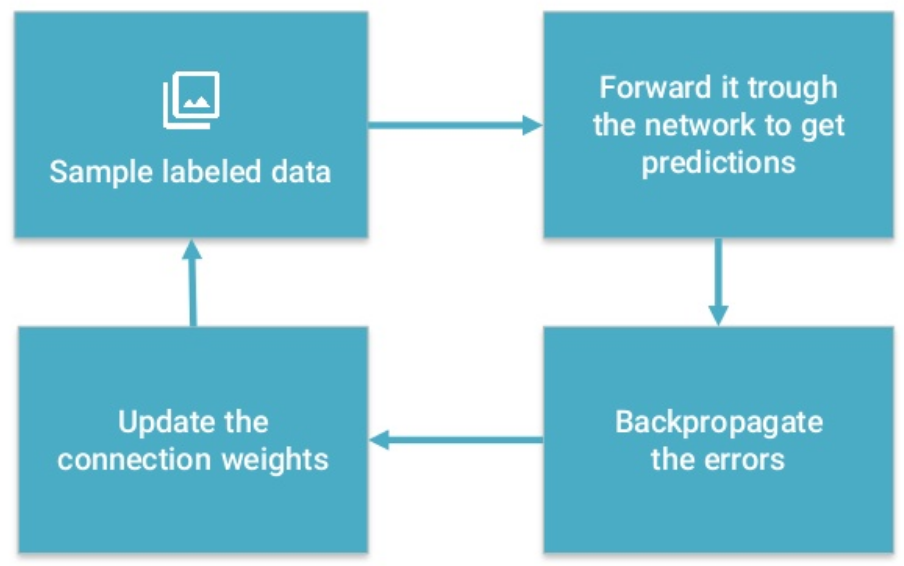 Sample labeled data
Forward it trough
the network to get
predictions
Update the
connection weights
Backpropagate
the errors